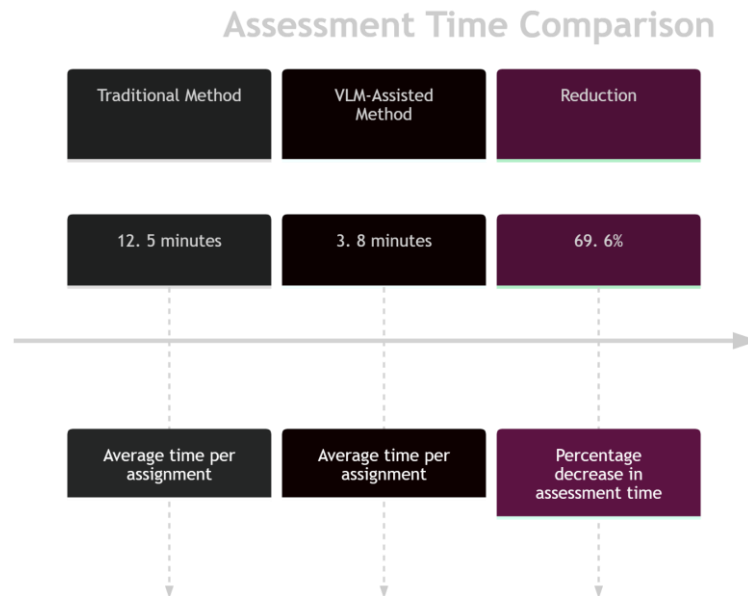 Assessment Time Comparison
Traditional Method
VLM-Assisted
Method
Reduction
12. 5 minutes
3. 8 minutes
69. 6%
Average time per
assignment
Average time per
assignment
Percentage
decrease in
assessment time